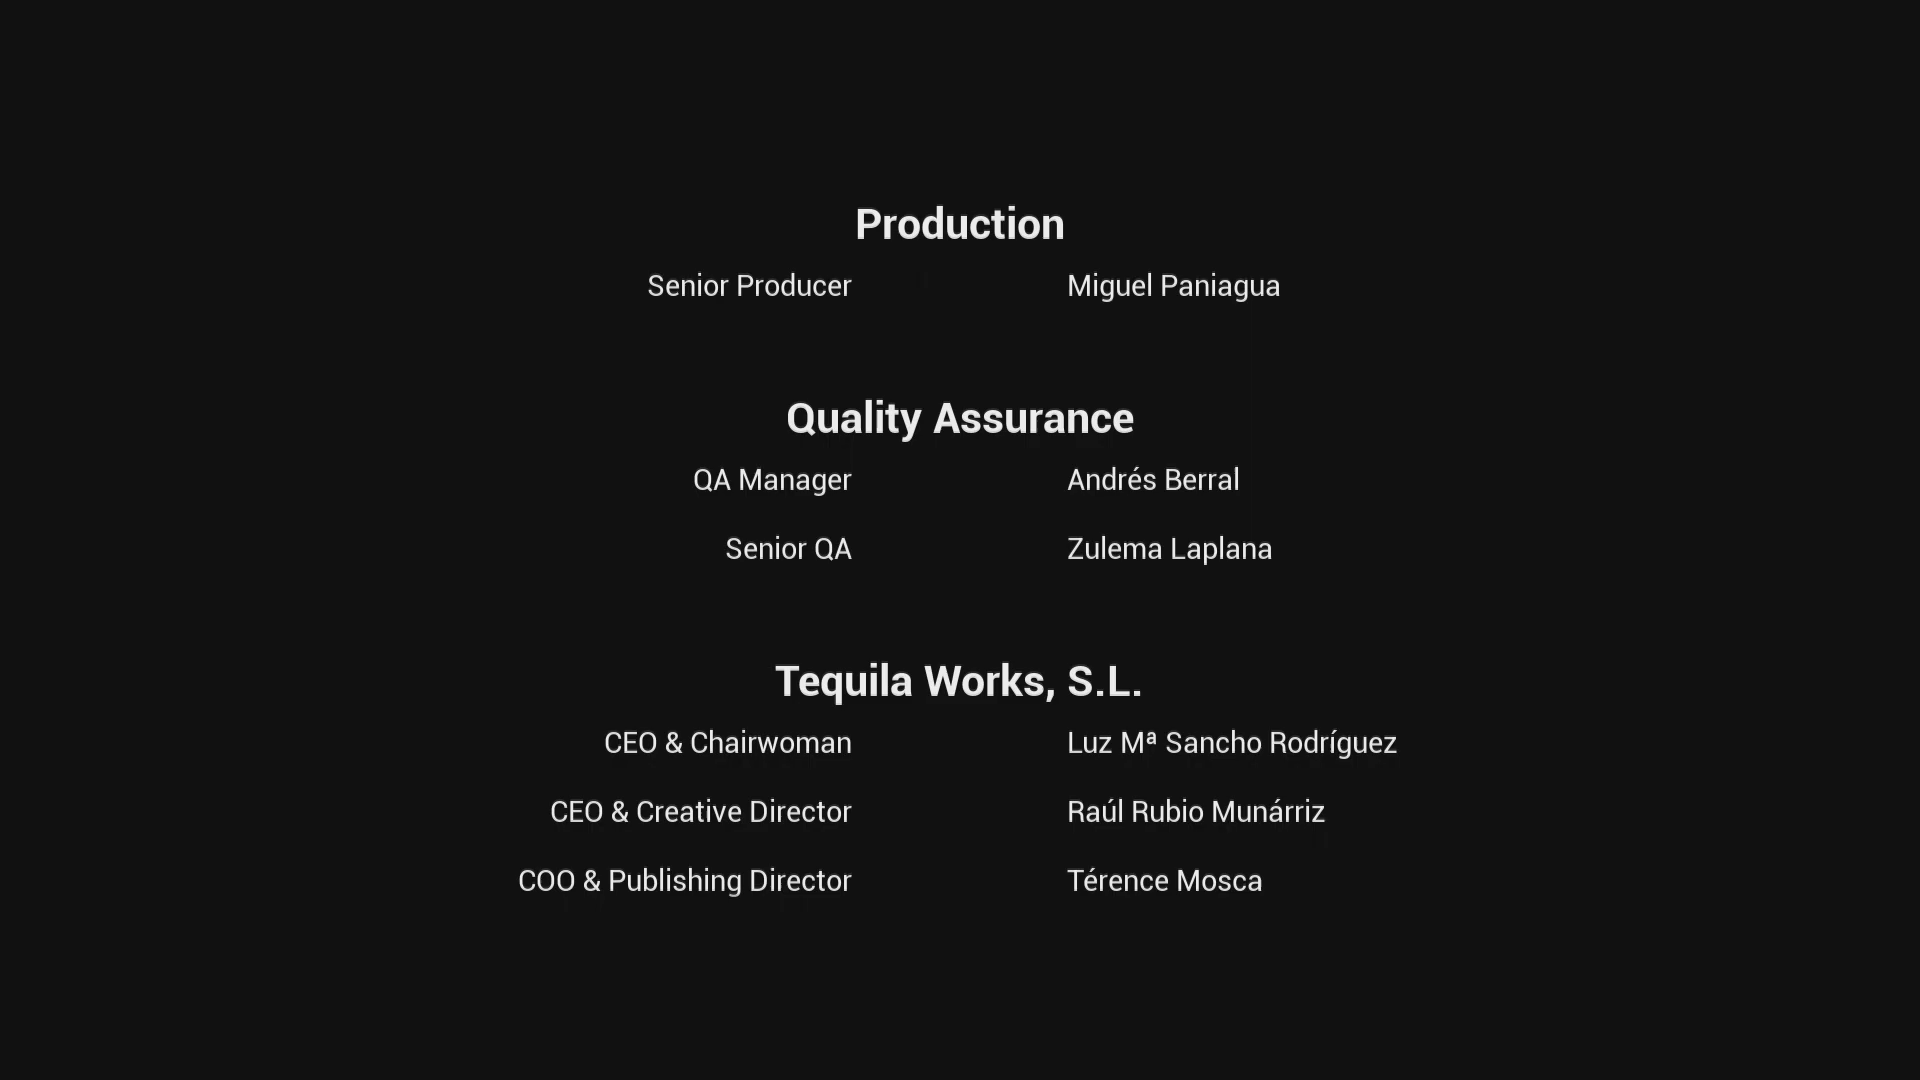 Production
Senior Producer Miguel Paniagua
Quality Assurance
QA Manager Andrés Berral
Senior QA Zulema Laplana
Tequila Works, S.L.
CEO & Chairwoman Luz Mª Sancho Rodríguez
CEO & Creative Director Raúl Rubio Munárriz
COO & Publishing Director Térence Mosca